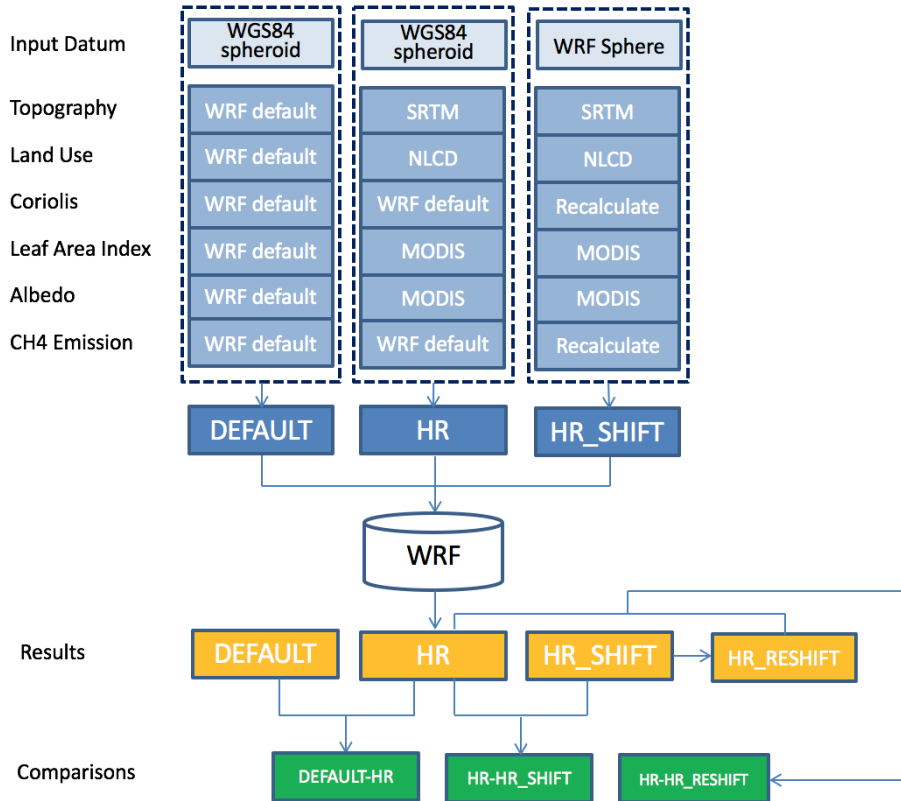 Input Datum
WGS84
spheroid
WGS84
spheroid
WRF Sphere
Topography
WRF default
SRTM
SRTM
Land Use
WRF default
NLCD
NLCD
Coriolis
WRF default
WRF default
Recalculate
Leaf Area Index
WRF default
MODIS
MODIS
Albedo
WRF default
MODIS
MODIS
CH4 Emission
WRF default
WRF default
Recalculate
DEFAULT
HR
HR_SHIFT
WRF
Results
DEFAULT
HR
HR_SHIFT
HR_RESHIFT
Comparisons
DEFAULT-HR
HR-HR_SHIFT
HR-HR_RESHIFT